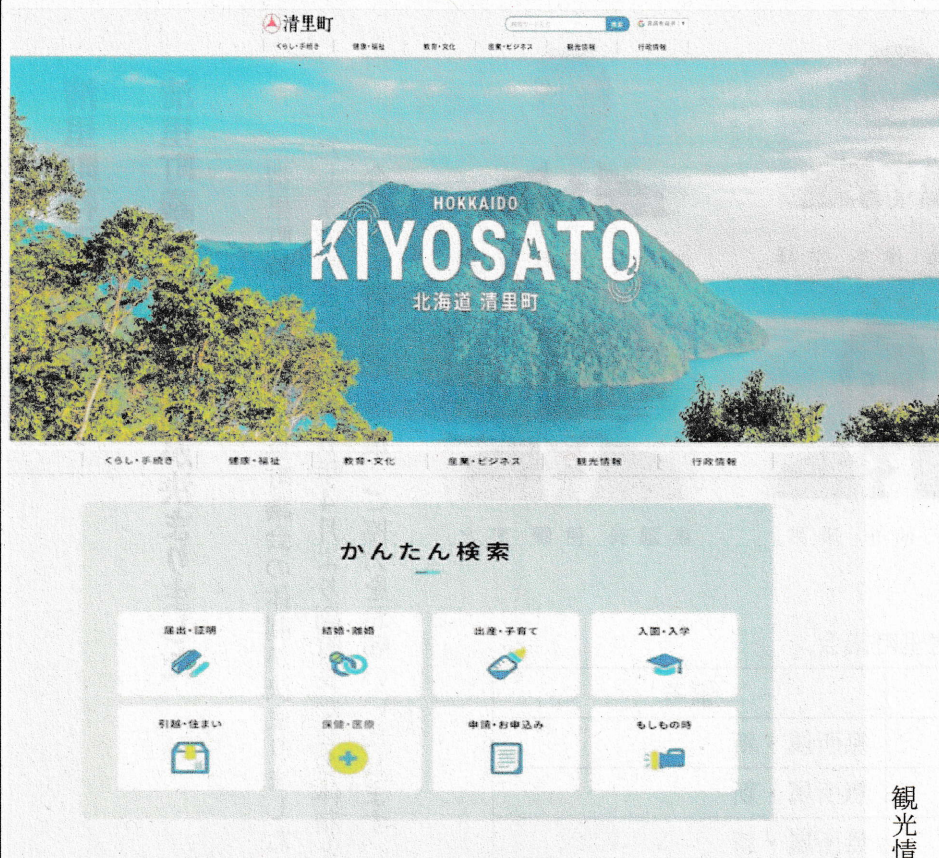 清里町
検索
くらし・手続き 健康・福祉 教育・文化 産業・ビジネス 観光情報 行政情報
HOKKAIDO
KIYOSATO
北海道 清里町
くらし・手続き 健康・福祉 教育・文化 産業・ビジネス 観光情報 行政情報
かんたん検索
届出・証明 結婚・離婚 出産・子育て 入園・入学
引越・住まい 保健・医療 申請・お申込み もしもの時
観光情